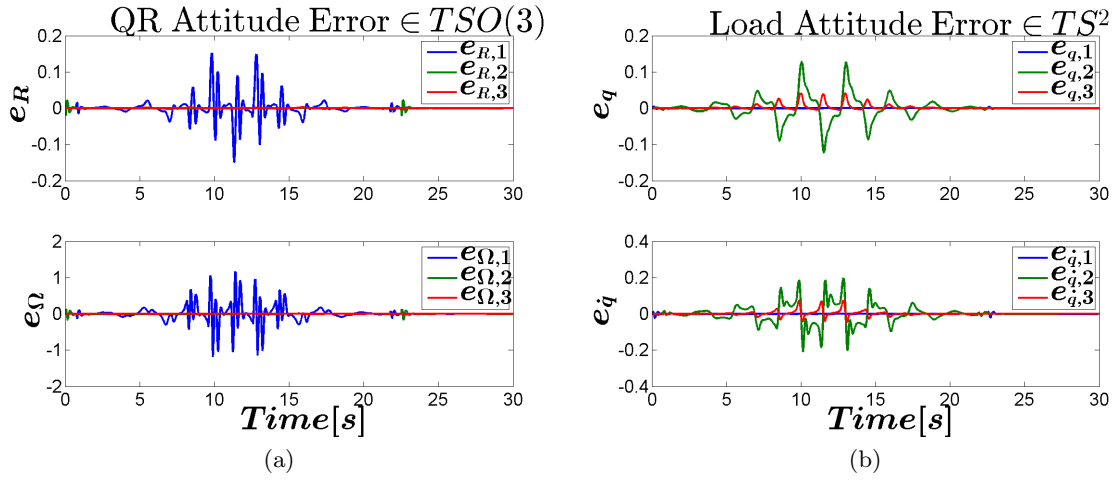 QR Attitude Error ∈ TSO(3)
e_R
0.2
0.1
0
-0.1
-0.2
e_R,1
e_R,2
e_R,3
0 5 10 15 20 25 30
e_Ω
2
1
0
-1
-2
e_Ω,1
e_Ω,2
e_Ω,3
0 5 10 15 20 25 30
Time[s]
(a)
Load Attitude Error ∈ TS²
e_q
0.2
0.1
0
-0.1
-0.2
e_q,1
e_q,2
e_q,3
0 5 10 15 20 25 30
e_q̇
0.4
0.2
0
-0.2
-0.4
e_q̇,1
e_q̇,2
e_q̇,3
0 5 10 15 20 25 30
Time[s]
(b)